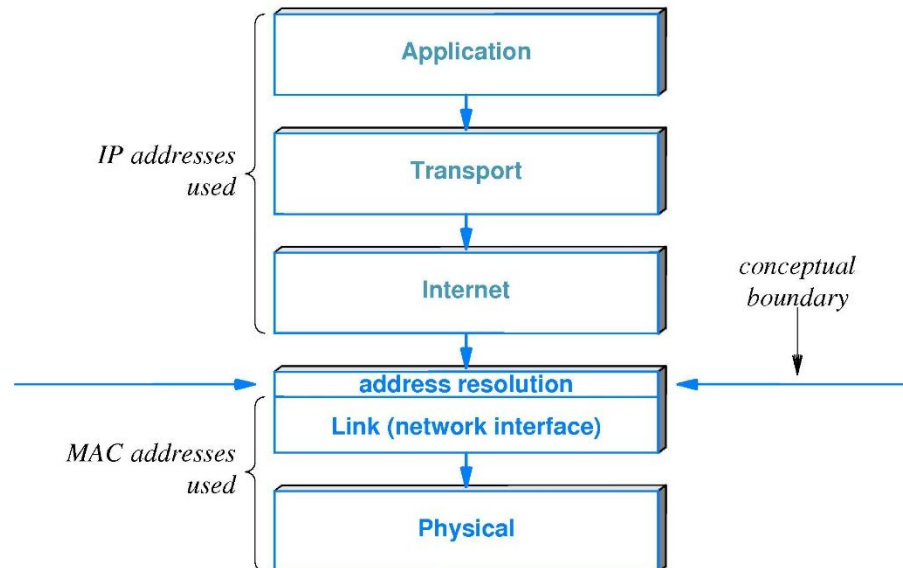 Application
IP addresses
used
Transport
Internet
conceptual
boundary
address resolution
Link (network interface)
MAC addresses
used
Physical